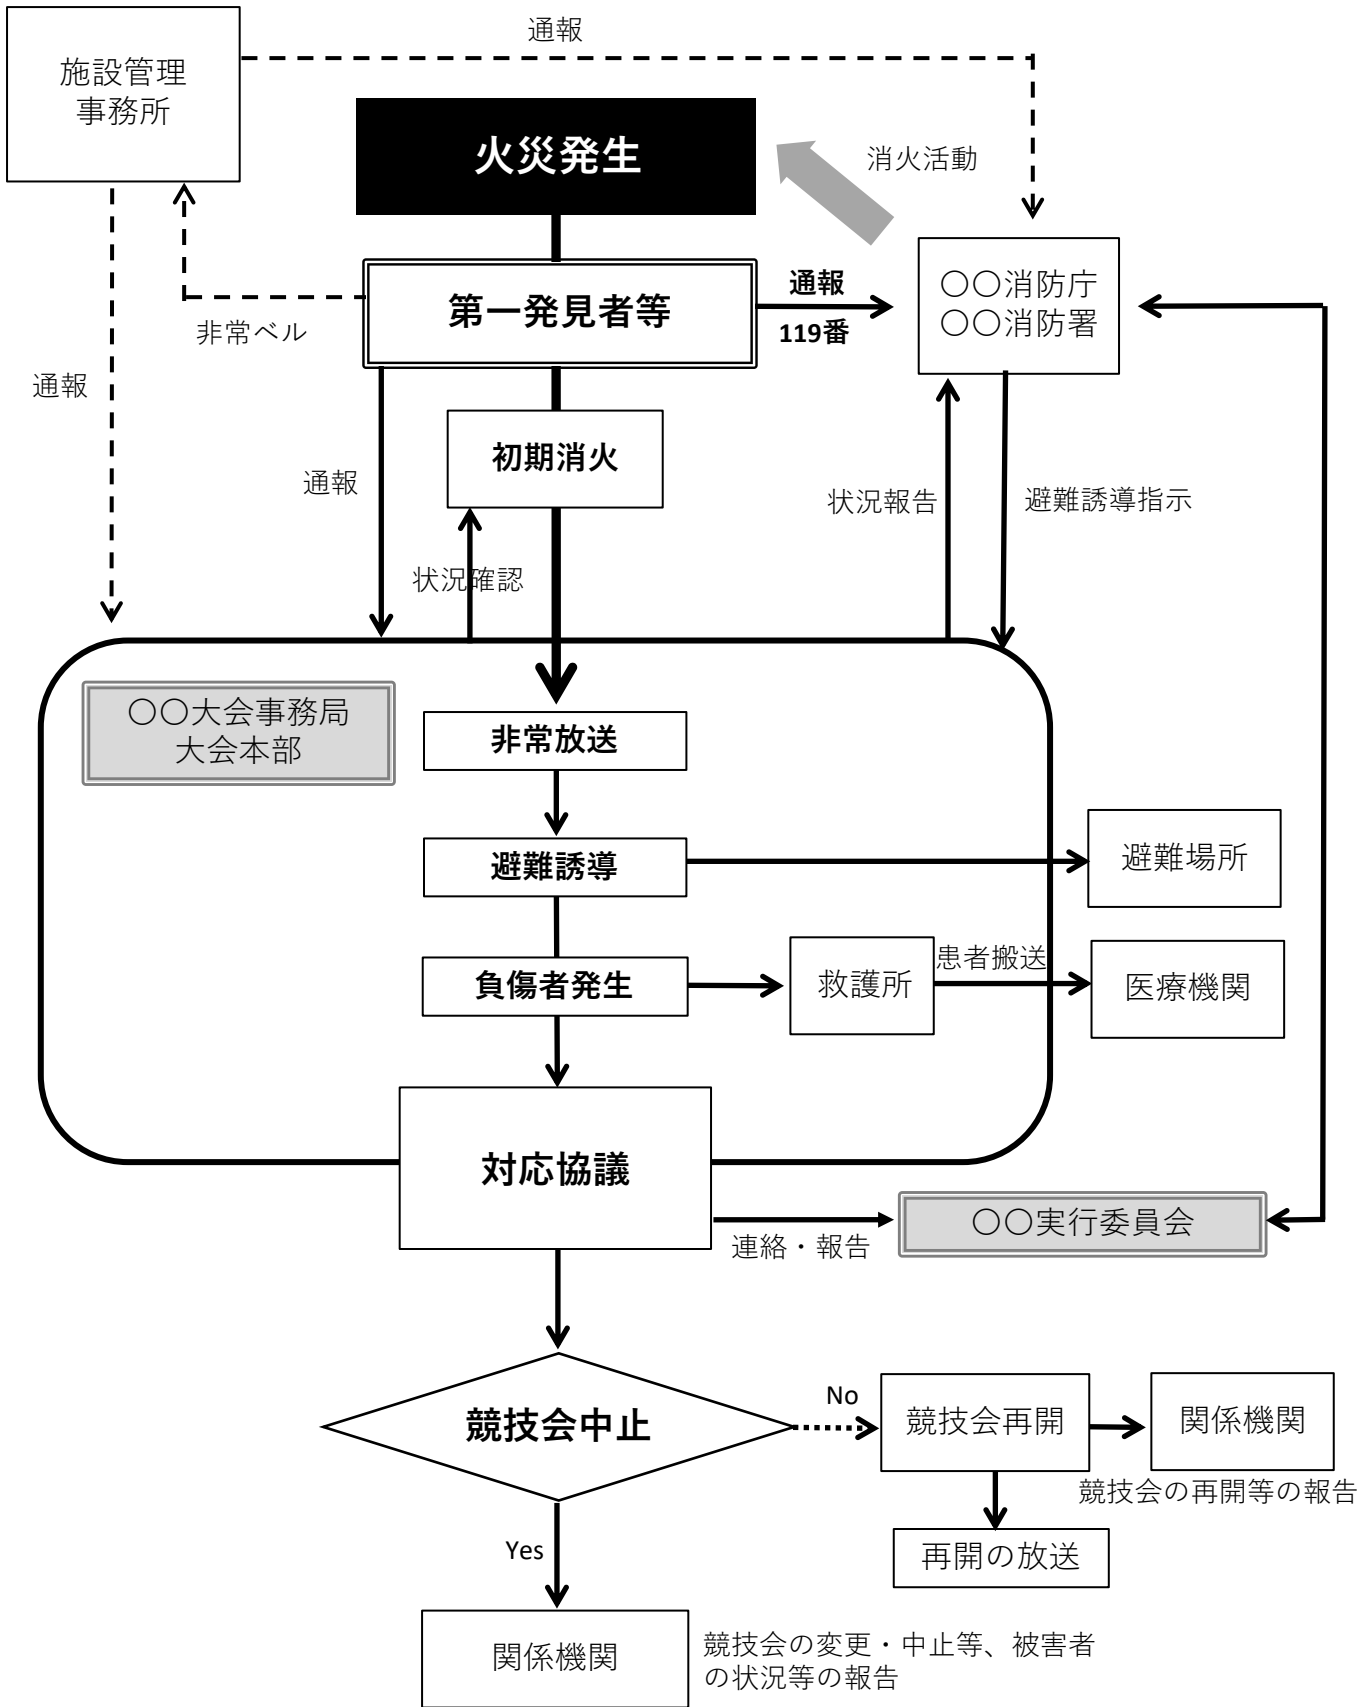 通報
施設管理
事務所
火災発生
消火活動
〇〇消防庁
〇〇消防署
第一発見者等
通報
119番
非常ベル
通報
初期消火
通報
状況報告
避難誘導指示
状況確認
〇〇大会事務局
大会本部
非常放送
避難誘導
避難場所
負傷者発生
救護所
患者搬送
医療機関
対応協議
連絡・報告
〇〇実行委員会
競技会中止
No
競技会再開
関係機関
競技会の再開等の報告
再開の放送
Yes
関係機関
競技会の変更・中止等、被害者
の状況等の報告